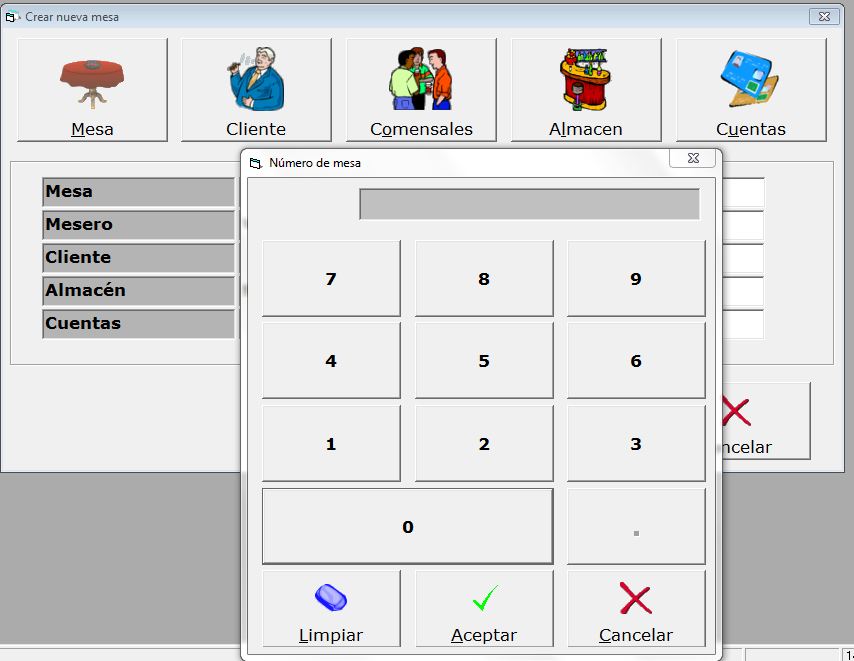 Crear nueva mesa
Mesa
Cliente
Comensales
Almacen
Cuentas
Número de mesa
Mesa
Mesero
Cliente
Almacén
Cuentas
7
8
9
4
5
6
1
2
3
ncelar
0
.
Limpiar
Aceptar
Cancelar